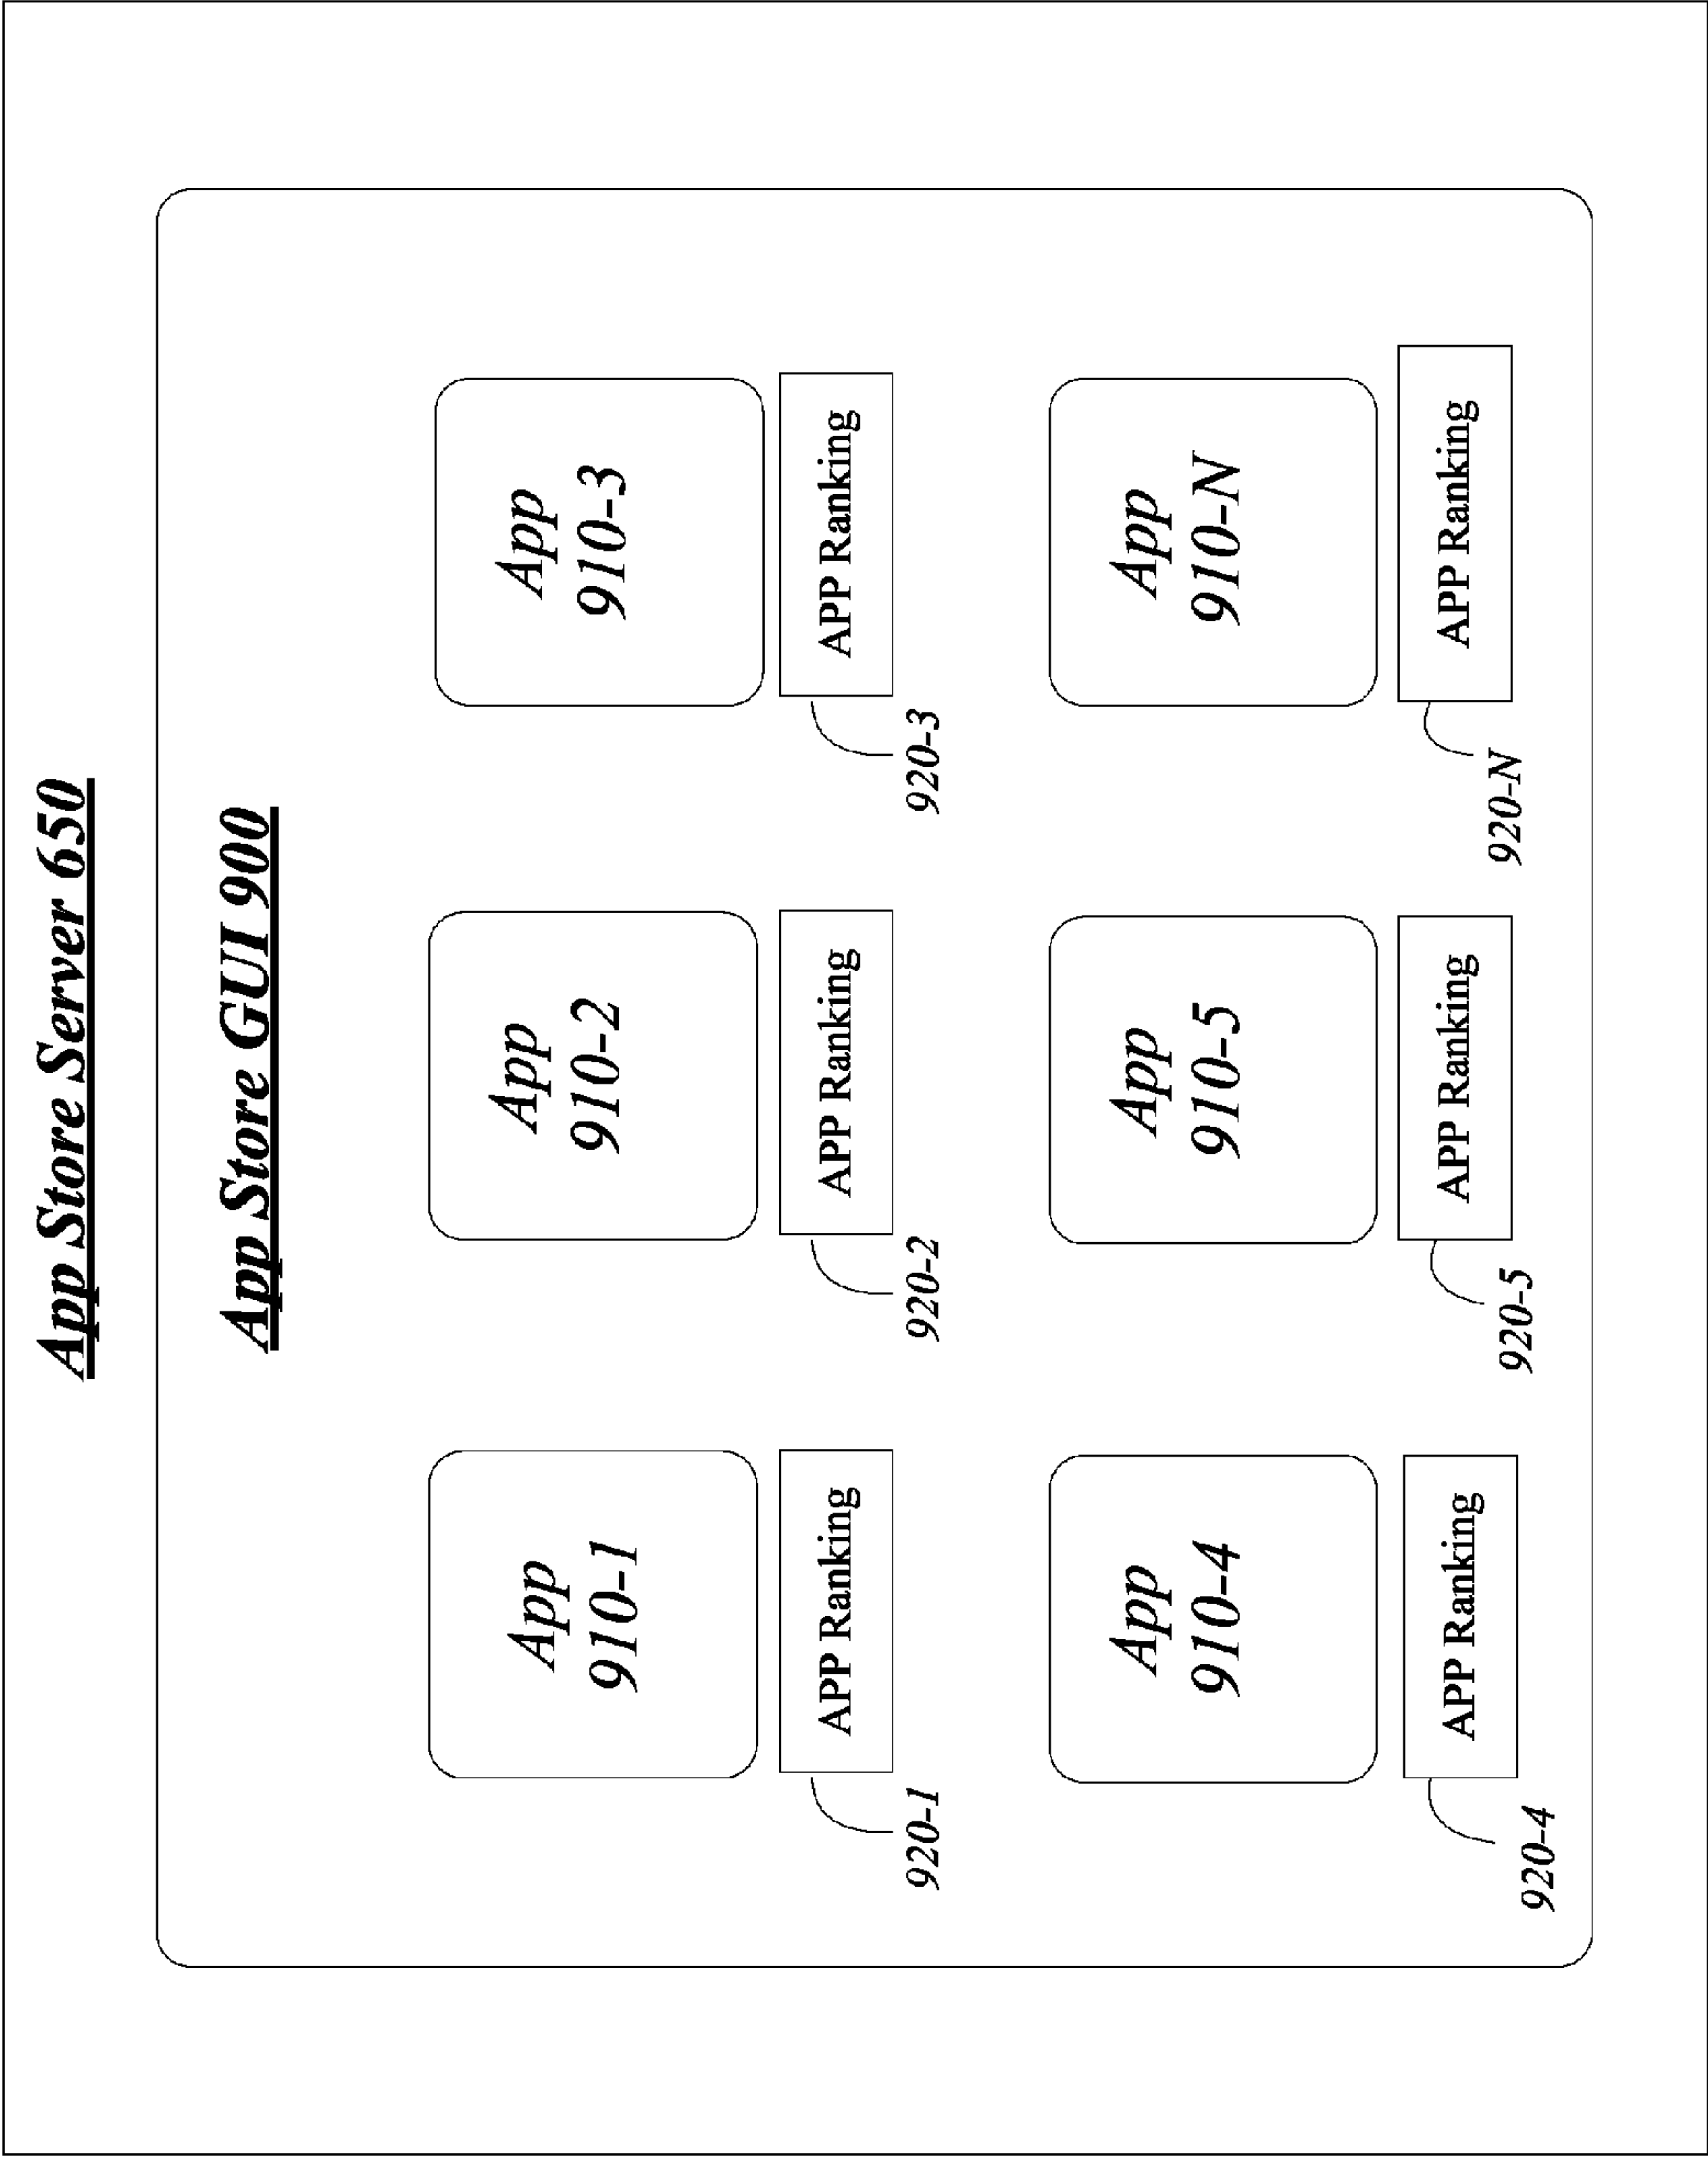 App Store Server 650
App Store GUI 900
App
910-1
App
910-2
App
910-3
APP Ranking
APP Ranking
APP Ranking
920-1
920-2
920-3
App
910-4
App
910-5
App
910-N
APP Ranking
APP Ranking
APP Ranking
920-4
920-5
920-N